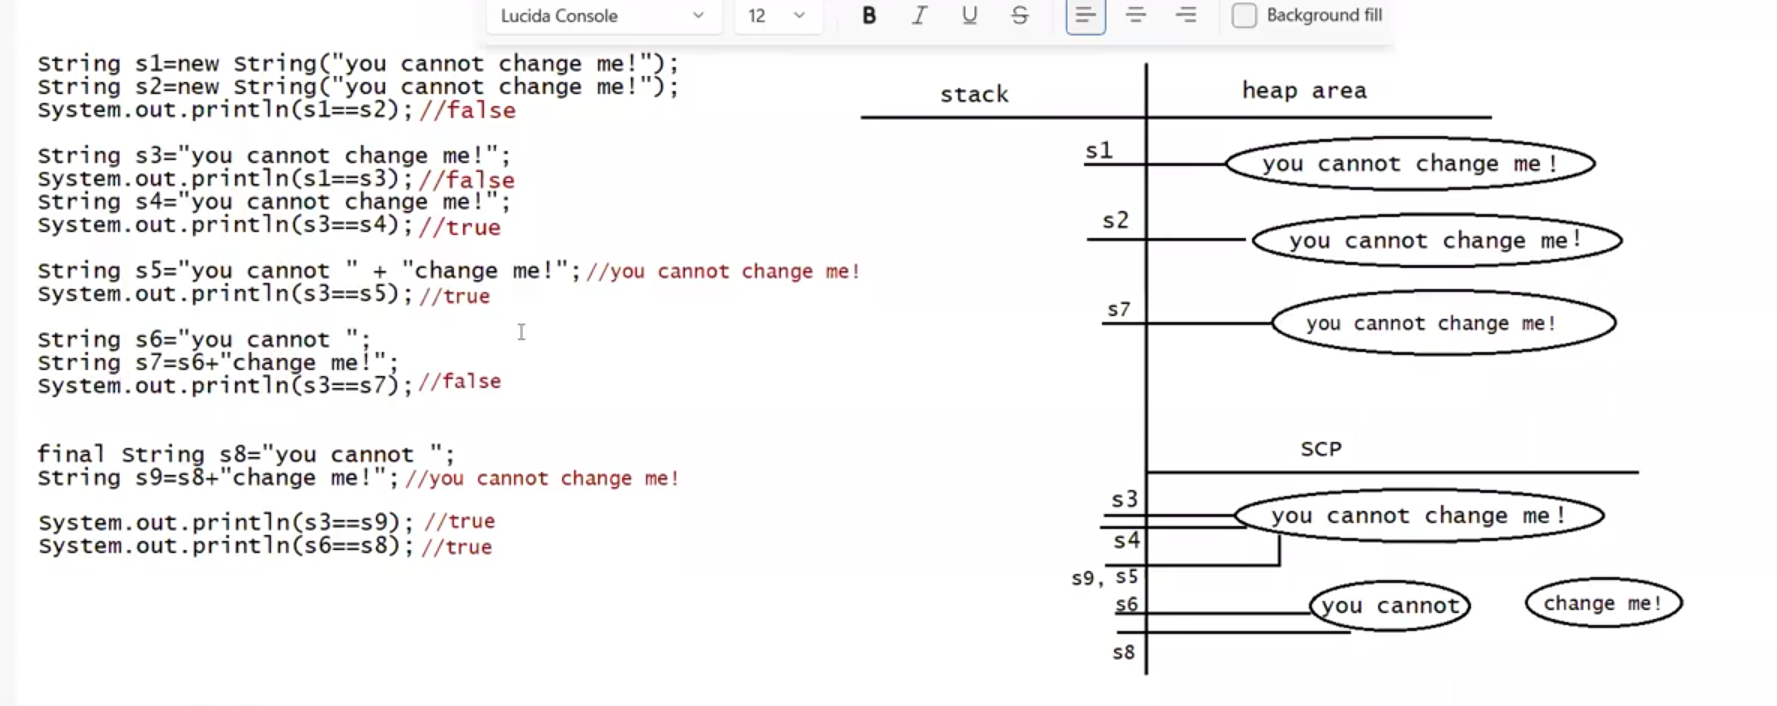 Lucida Console 12 B I U S Background fill
String s1=new String("you cannot change me!");
String s2=new String("you cannot change me!");
System.out.println(s1==s2);//false
String s3="you cannot change me!";
System.out.println(s1==s3);//false
String s4="you cannot change me!";
System.out.println(s3==s4);//true
String s5="you cannot " + "change me!";//you cannot change me!
System.out.println(s3==s5);//true
String s6="you cannot ";
String s7=s6+"change me!";
System.out.println(s3==s7);//false
final String s8="you cannot ";
String s9=s8+"change me!";//you cannot change me!
System.out.println(s3==s9); //true
System.out.println(s6==s8);//true
stack heap area
s1 you cannot change me!
s2 you cannot change me!
s7 you cannot change me!
SCP
s3 you cannot change me!
s4
s9, s5
s6 you cannot change me!
s8